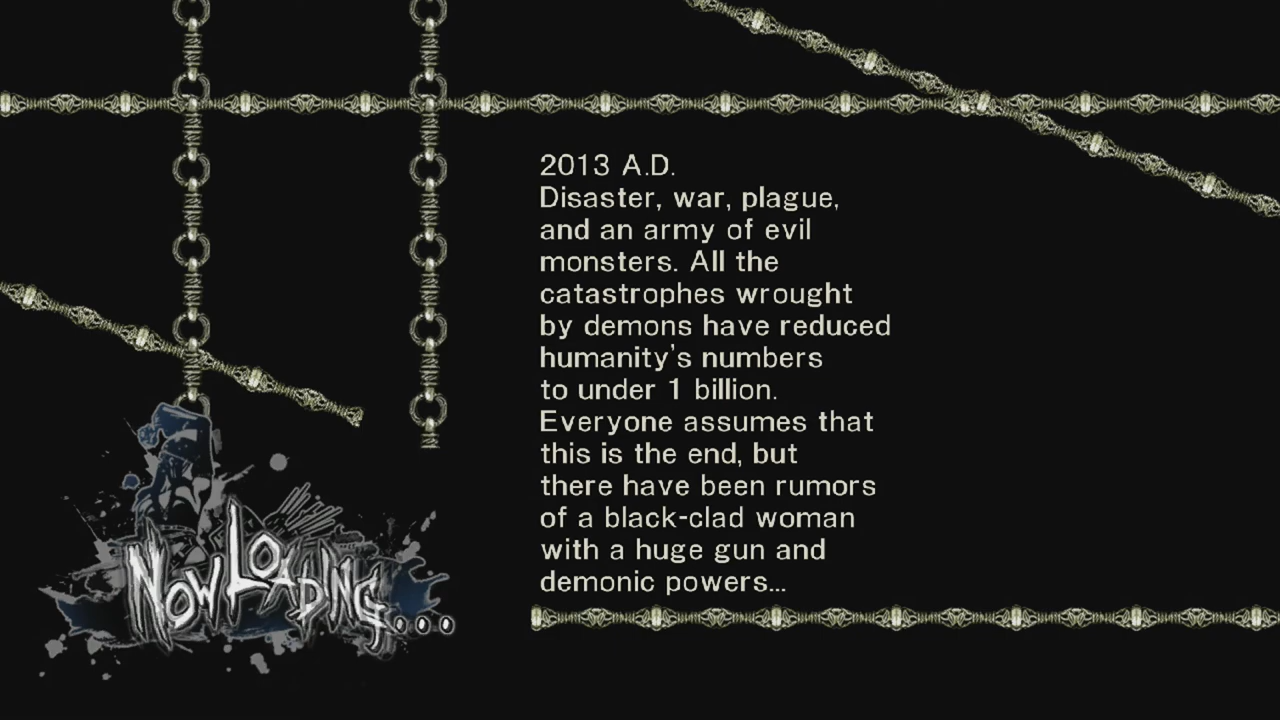 2013 A.D.
Disaster, war, plague,
and an army of evil
monsters. All the
catastrophes wrought
by demons have reduced
humanity's numbers
to under 1 billion.
Everyone assumes that
this is the end, but
there have been rumors
of a black-clad woman
with a huge gun and
demonic powers...
NOW LOADING...